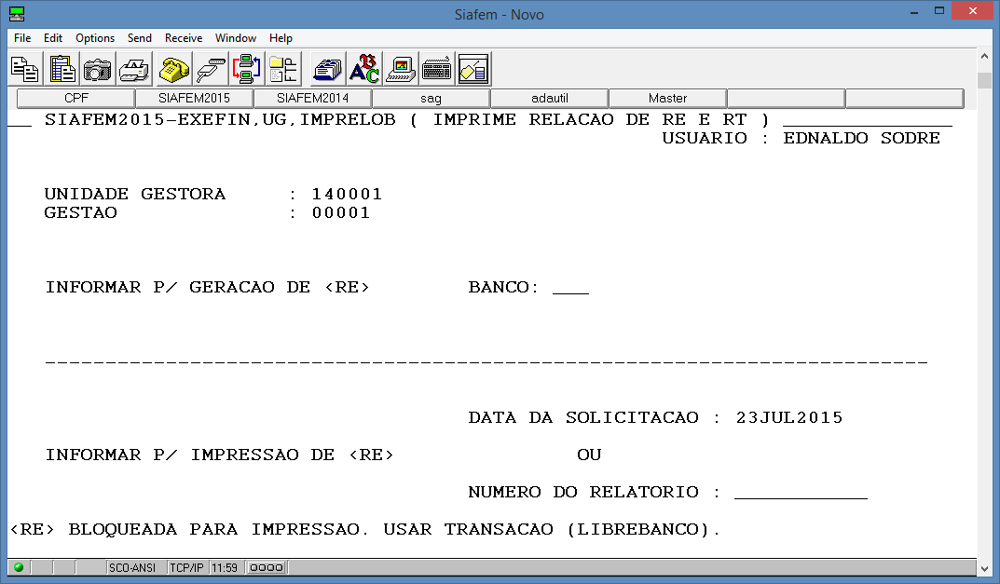 Siafem - Novo
File Edit Options Send Receive Window Help
CPF SIAFEM2015 SIAFEM2014 sag adautil Master
__ SIAFEM2015-EXEFIN,UG,IMPRELOB ( IMPRIME RELACAO DE RE E RT ) ______________
USUARIO : EDNALDO SODRE
UNIDADE GESTORA : 140001
GESTAO : 00001
INFORMAR P/ GERACAO DE <RE> BANCO: ___
-------------------------------------------------------------------------
DATA DA SOLICITACAO : 23JUL2015
INFORMAR P/ IMPRESSAO DE <RE> OU
NUMERO DO RELATORIO : ___________
<RE> BLOQUEADA PARA IMPRESSAO. USAR TRANSACAO (LIBREBANCO).
SCO-ANSI TCP/IP 11:59